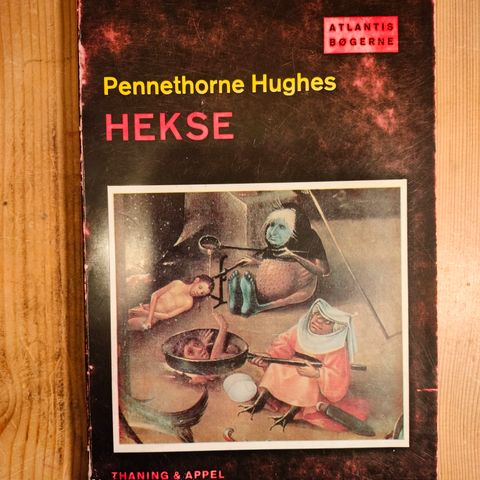 ATLANTIS
BØGERNE
Pennethorne Hughes
HEKSE
THANING & APPEL